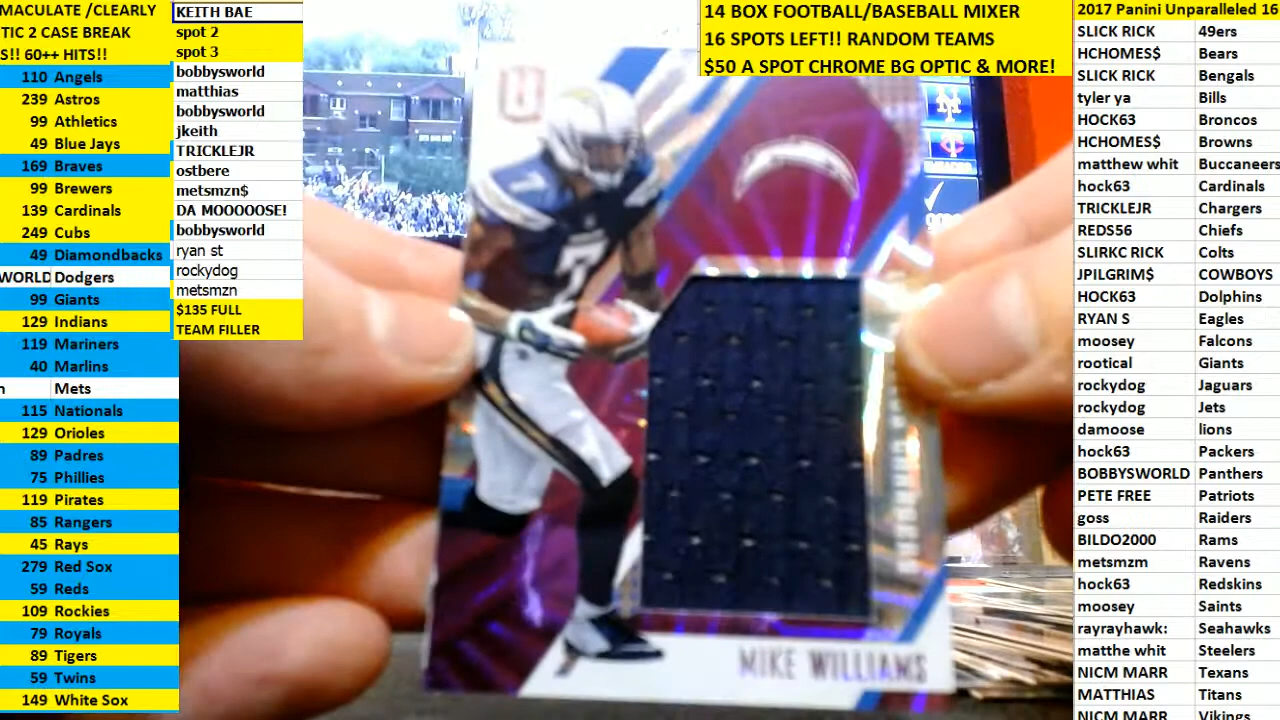 MACULATE /CLEARLY
TIC 2 CASE BREAK
S!! 60++ HITS!!
110 Angels
239 Astros
99 Athletics
49 Blue Jays
169 Braves
99 Brewers
139 Cardinals
249 Cubs
49 Diamondbacks
WORLD Dodgers
99 Giants
129 Indians
119 Mariners
40 Marlins
n Mets
115 Nationals
129 Orioles
89 Padres
75 Phillies
119 Pirates
85 Rangers
45 Rays
279 Red Sox
59 Reds
109 Rockies
79 Royals
89 Tigers
59 Twins
149 White Sox
KEITH BAE
spot 2
spot 3
bobbysworld
matthias
bobbysworld
jkeith
TRICKLEJR
ostbere
metsmzn$
DA MOOOOOSE!
bobbysworld
ryan st
rockydog
metsmzn
$135 FULL
TEAM FILLER
14 BOX FOOTBALL/BASEBALL MIXER
16 SPOTS LEFT!! RANDOM TEAMS
$50 A SPOT CHROME BG OPTIC & MORE!
7
7
MIKE WILLIAMS
2017 Panini Unparalleled 16
SLICK RICK 49ers
HCHOMES$ Bears
SLICK RICK Bengals
tyler ya Bills
HOCK63 Broncos
HCHOMES$ Browns
matthew whit Buccaneers
hock63 Cardinals
TRICKLEJR Chargers
REDS56 Chiefs
SLIRKC RICK Colts
JPILGRIM$ COWBOYS
HOCK63 Dolphins
RYAN S Eagles
moosey Falcons
rootical Giants
rockydog Jaguars
rockydog Jets
damoose lions
hock63 Packers
BOBBYSWORLD Panthers
PETE FREE Patriots
goss Raiders
BILDO2000 Rams
metsmzm Ravens
hock63 Redskins
moosey Saints
rayrayhawk: Seahawks
matthe whit Steelers
NICM MARR Texans
MATTHIAS Titans
NICM MARR Vikings